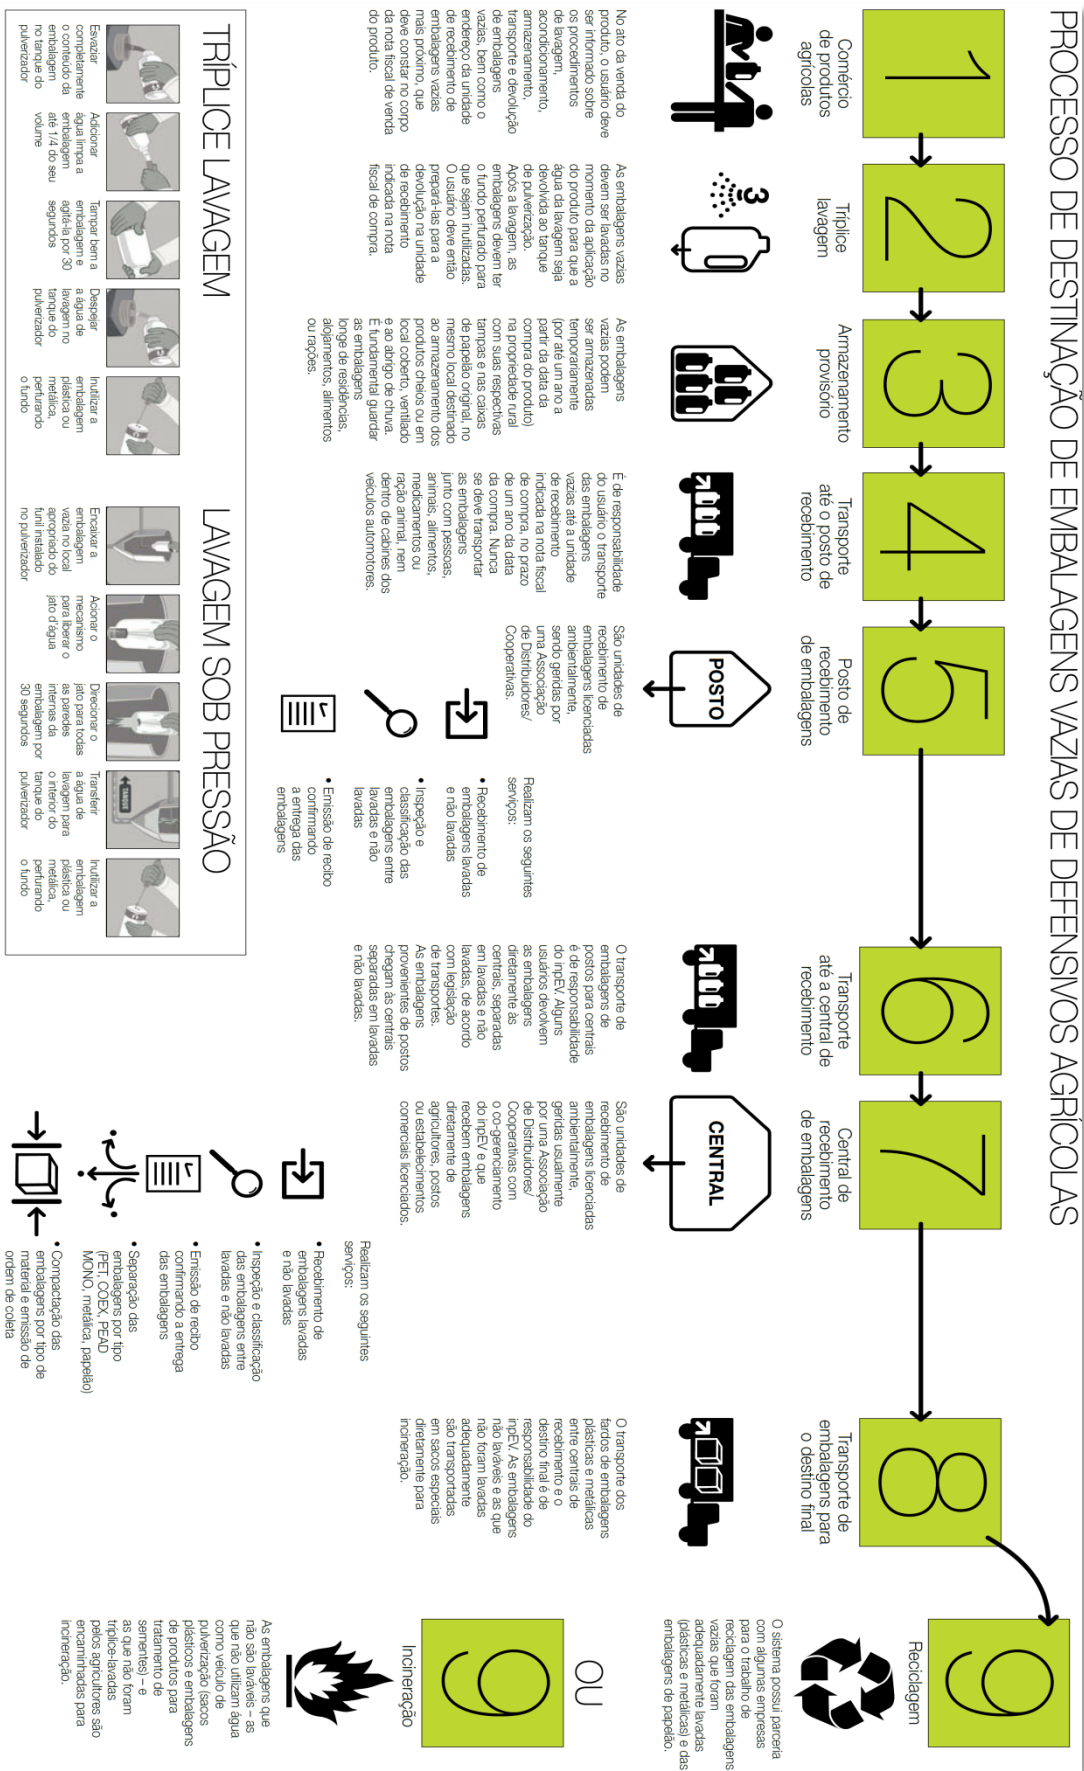 PROCESSO DE DESTINAÇÃO DE EMBALAGENS VAZIAS DE DEFENSIVOS AGRÍCOLAS
1
Comércio
de produtos
agrícolas
No ato da venda do
produto, o usuário deve
ser informado sobre
os procedimentos
de lavagem,
acondicionamento,
armazenamento,
transporte e devolução
de embalagens
vazias, bem como o
endereço da unidade
de recebimento de
embalagens vazias
mais próximo, que
deve constar no corpo
da nota fiscal de venda
do produto.
2
Tríplice
lavagem
3
As embalagens vazias
devem ser lavadas no
momento da aplicação
do produto para que a
água da lavagem seja
devolvida ao tanque
de pulverização.
Após a lavagem, as
embalagens devem ter
o fundo perfurado para
que sejam inutilizadas.
O usuário deve então
prepará-las para a
devolução na unidade
de recebimento
indicada na nota
fiscal de compra.
3
Armazenamento
provisório
As embalagens
vazias podem
ser armazenadas
temporariamente
(por até um ano a
partir da data da
compra do produto)
na propriedade rural
com suas respectivas
tampas e nas caixas
de papelão original, no
mesmo local destinado
ao armazenamento dos
produtos cheios ou em
local coberto, ventilado
e ao abrigo de chuva.
É fundamental guardar
as embalagens
longe de residências,
alojamentos, alimentos
ou rações.
4
Transporte
até o posto de
recebimento
É de responsabilidade
do usuário o transporte
das embalagens
vazias até a unidade
de recebimento
indicada na nota fiscal
de compra, no prazo
de um ano da data
da compra. Nunca
se deve transportar
as embalagens
junto com pessoas,
animais, alimentos,
medicamentos ou
ração animal, nem
dentro de cabines dos
veículos automotores.
5
Posto de
recebimento
de embalagens
POSTO
São unidades de
recebimento de
embalagens licenciadas
ambientalmente,
sendo geridas por
uma Associação
de Distribuidores/
Cooperativas.
Realizam os seguintes
serviços:
• Recebimento de
embalagens lavadas
e não lavadas
• Inspeção e
classificação das
embalagens entre
lavadas e não
lavadas
• Emissão de recibo
confirmando
a entrega das
embalagens
6
Transporte
até a central de
recebimento
O transporte de
embalagens de
postos para centrais
é de responsabilidade
do inpEV. Alguns
usuários devolvem
as embalagens
diretamente às
centrais, separadas
em lavadas e não
lavadas, de acordo
com legislação
de transportes.
As embalagens
provenientes de postos
chegam às centrais
separadas em lavadas
e não lavadas.
7
Central de
recebimento
de embalagens
CENTRAL
São unidades de
recebimento de
embalagens licenciadas
ambientalmente,
geridas usualmente
por uma Associação
de Distribuidores/
Cooperativas com
o co-gerenciamento
do inpEV e que
recebem embalagens
diretamente de
agricultores, postos
ou estabelecimentos
comerciais licenciados.
Realizam os seguintes
serviços:
• Recebimento de
embalagens lavadas
e não lavadas
• Inspeção e classificação
das embalagens entre
lavadas e não lavadas
• Emissão de recibo
confirmando a entrega
das embalagens
• Separação das
embalagens por tipo
(PET, COEX, PEAD
MONO, metálica, papelão)
• Compactação das
embalagens por tipo de
material e emissão de
ordem de coleta
8
Transporte de
embalagens para
o destino final
O transporte dos
fardos de embalagens
plásticas e metálicas
entre centrais de
recebimento e o
destino final é de
responsabilidade do
inpEV. As embalagens
não laváveis e as que
não foram lavadas
adequadamente
são transportadas
em sacos especiais
diretamente para
incineração.
9
Reciclagem
O sistema possui parceria
com algumas empresas
para o trabalho de
reciclagem das embalagens
vazias que foram
adequadamente lavadas
(plásticas e metálicas) e das
embalagens de papelão.
OU
9
Incineração
As embalagens que
não são laváveis – as
que não utilizam água
como veículo de
pulverização (sacos
plásticos e embalagens
de produtos para
tratamento de
sementes) – e
as que não foram
tríplice-lavadas
pelos agricultores são
encaminhadas para
incineração.
TRÍPLICE LAVAGEM
Esvaziar
completamente
o conteúdo da
embalagem
no tanque do
pulverizador
Adicionar
água limpa a
embalagem
até 1/4 do seu
volume
Tampar bem a
embalagem e
agitá-la por 30
segundos
Despejar
a água de
lavagem no
tanque do
pulverizador
Inutilizar a
embalagem
plástica ou
metálica,
perfurando
o fundo
LAVAGEM SOB PRESSÃO
Encaixar a
embalagem
vazia no local
apropriado do
funil instalado
no pulverizador
Acionar o
mecanismo
para liberar o
jato d'água
Direcionar o
jato para todas
as paredes
internas da
embalagem por
30 segundos
TANQUE
Transferir
a água de
lavagem para
o interior do
tanque do
pulverizador
Inutilizar a
embalagem
plástica ou
metálica,
perfurando
o fundo